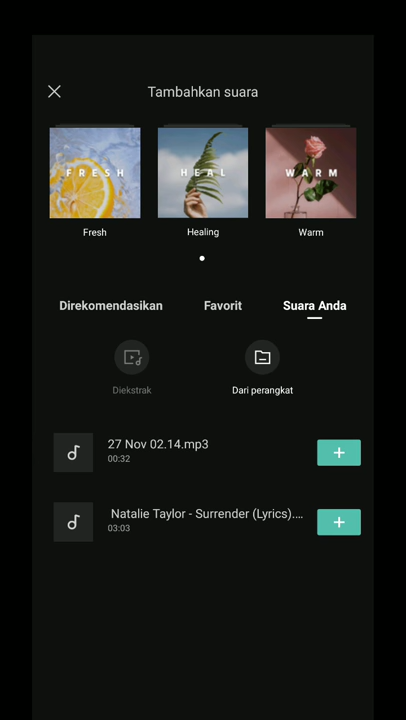 Tambahkan suara
FRESH
HEAL
WARM
Fresh
Healing
Warm
Direkomendasikan
Favorit
Suara Anda
Diekstrak
Dari perangkat
27 Nov 02.14.mp3
00:32
Natalie Taylor - Surrender (Lyrics)....
03:03